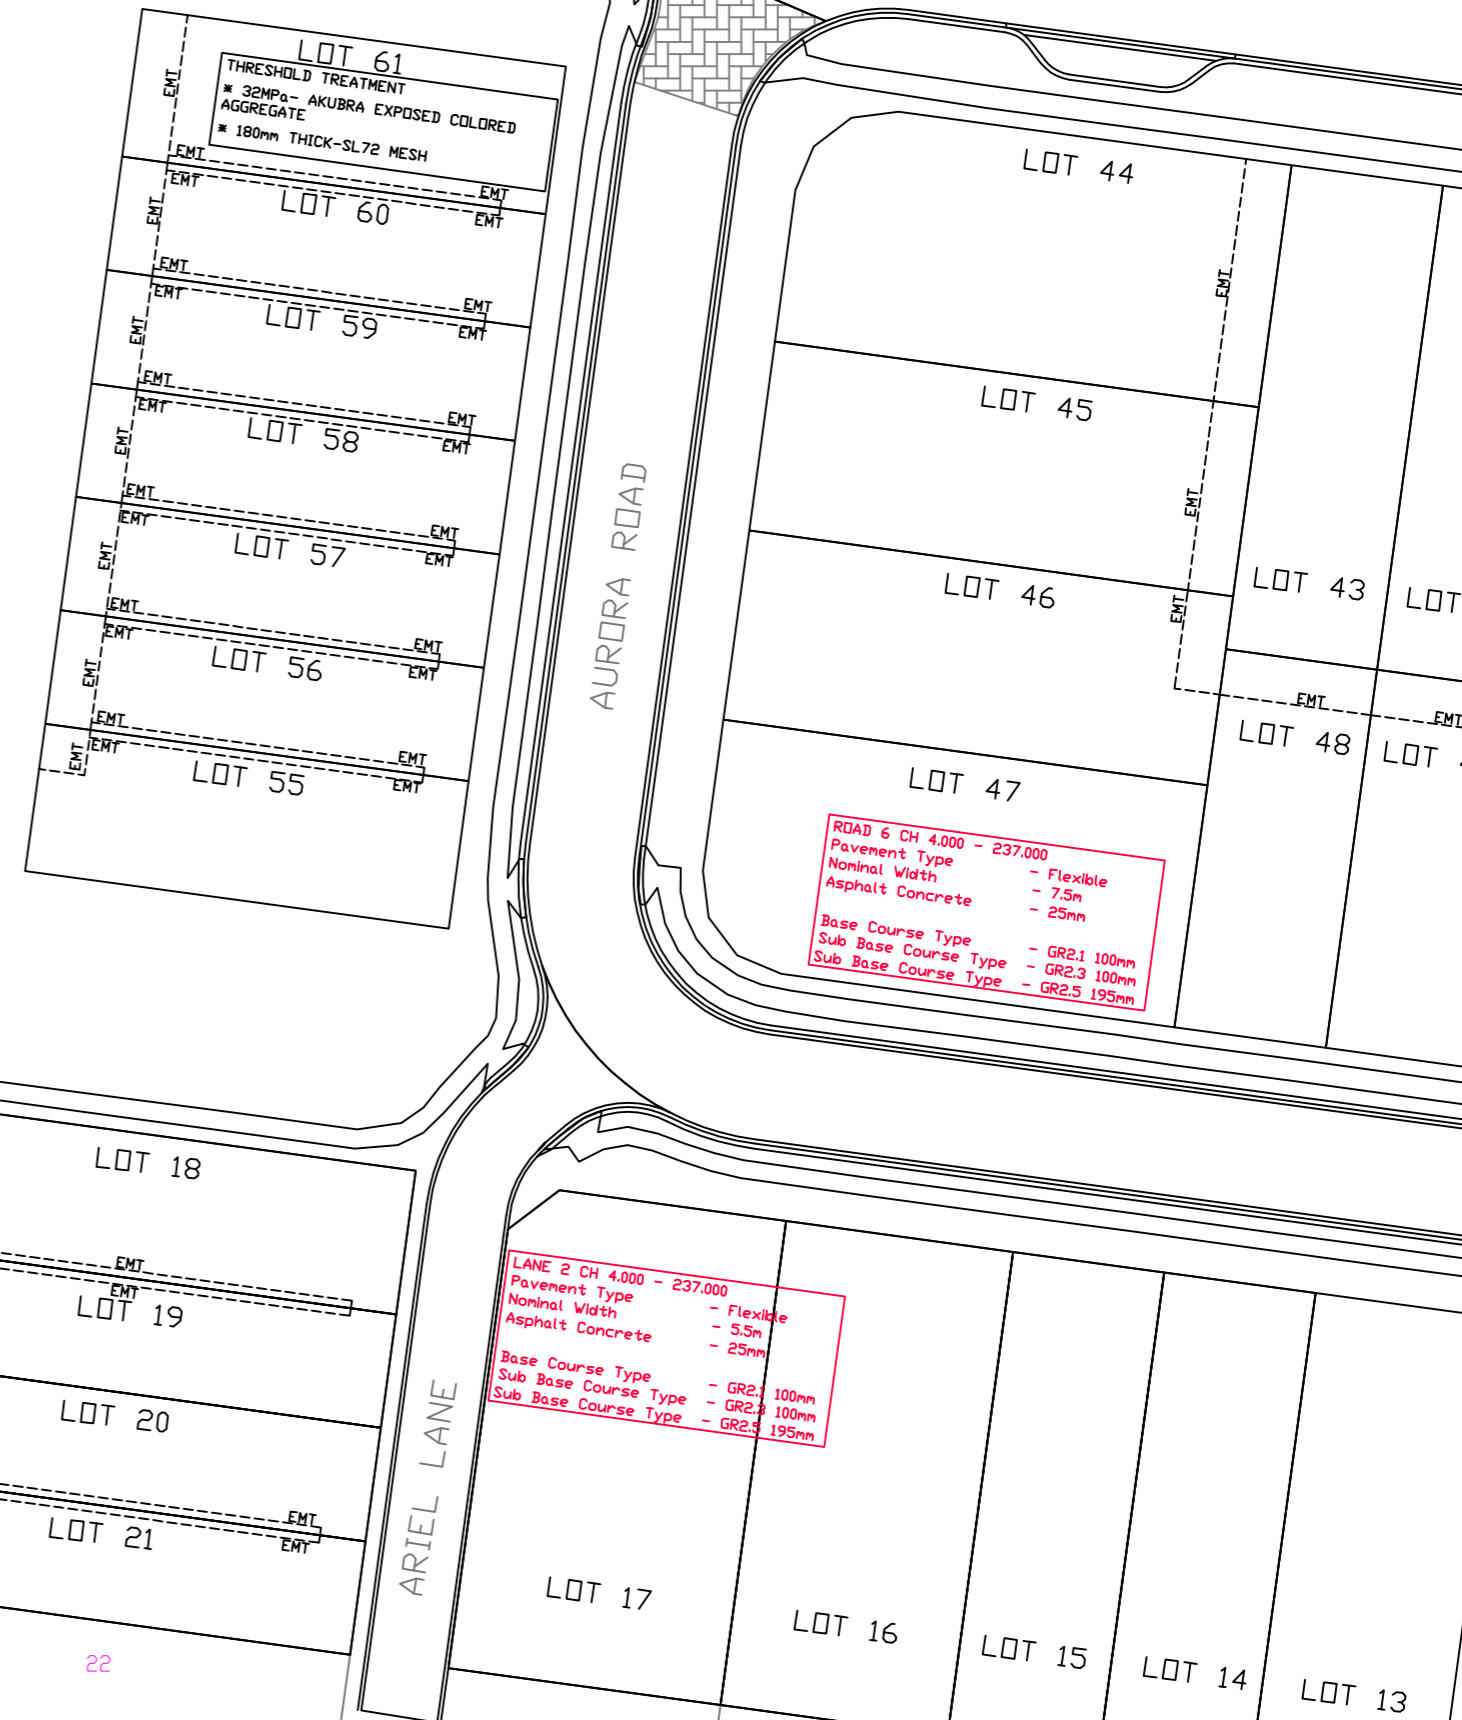 LOT 61
THRESHOLD TREATMENT
* 32MPa- AKUBRA EXPOSED COLORED
AGGREGATE
* 180mm THICK-SL72 MESH
EMT
EMT
EMT
EMT
EMT
LOT 60
EMT
EMT
EMT
EMT
EMT
LOT 59
EMT
EMT
EMT
EMT
EMT
LOT 58
EMT
EMT
EMT
EMT
EMT
LOT 57
EMT
EMT
EMT
EMT
EMT
LOT 56
EMT
EMT
EMT
EMT
EMT
LOT 55
EMT
EMT
EMT
EMT
EMT
AURORA ROAD
LOT 44
EMT
LOT 45
EMT
LOT 46
EMT
LOT 43
LOT
LOT 47
EMT
EMT
LOT 48
LOT
ROAD 6 CH 4.000 - 237.000
Pavement Type - Flexible
Nominal Width - 7.5m
Asphalt Concrete - 25mm
Base Course Type - GR2.1 100mm
Sub Base Course Type - GR2.3 100mm
Sub Base Course Type - GR2.5 195mm
LOT 18
EMT
EMT
LOT 19
LOT 20
EMT
EMT
LOT 21
22
ARIEL LANE
LANE 2 CH 4.000 - 237.000
Pavement Type - Flexible
Nominal Width - 5.5m
Asphalt Concrete - 25mm
Base Course Type - GR2.1 100mm
Sub Base Course Type - GR2.3 100mm
Sub Base Course Type - GR2.5 195mm
LOT 17
LOT 16
LOT 15
LOT 14
LOT 13